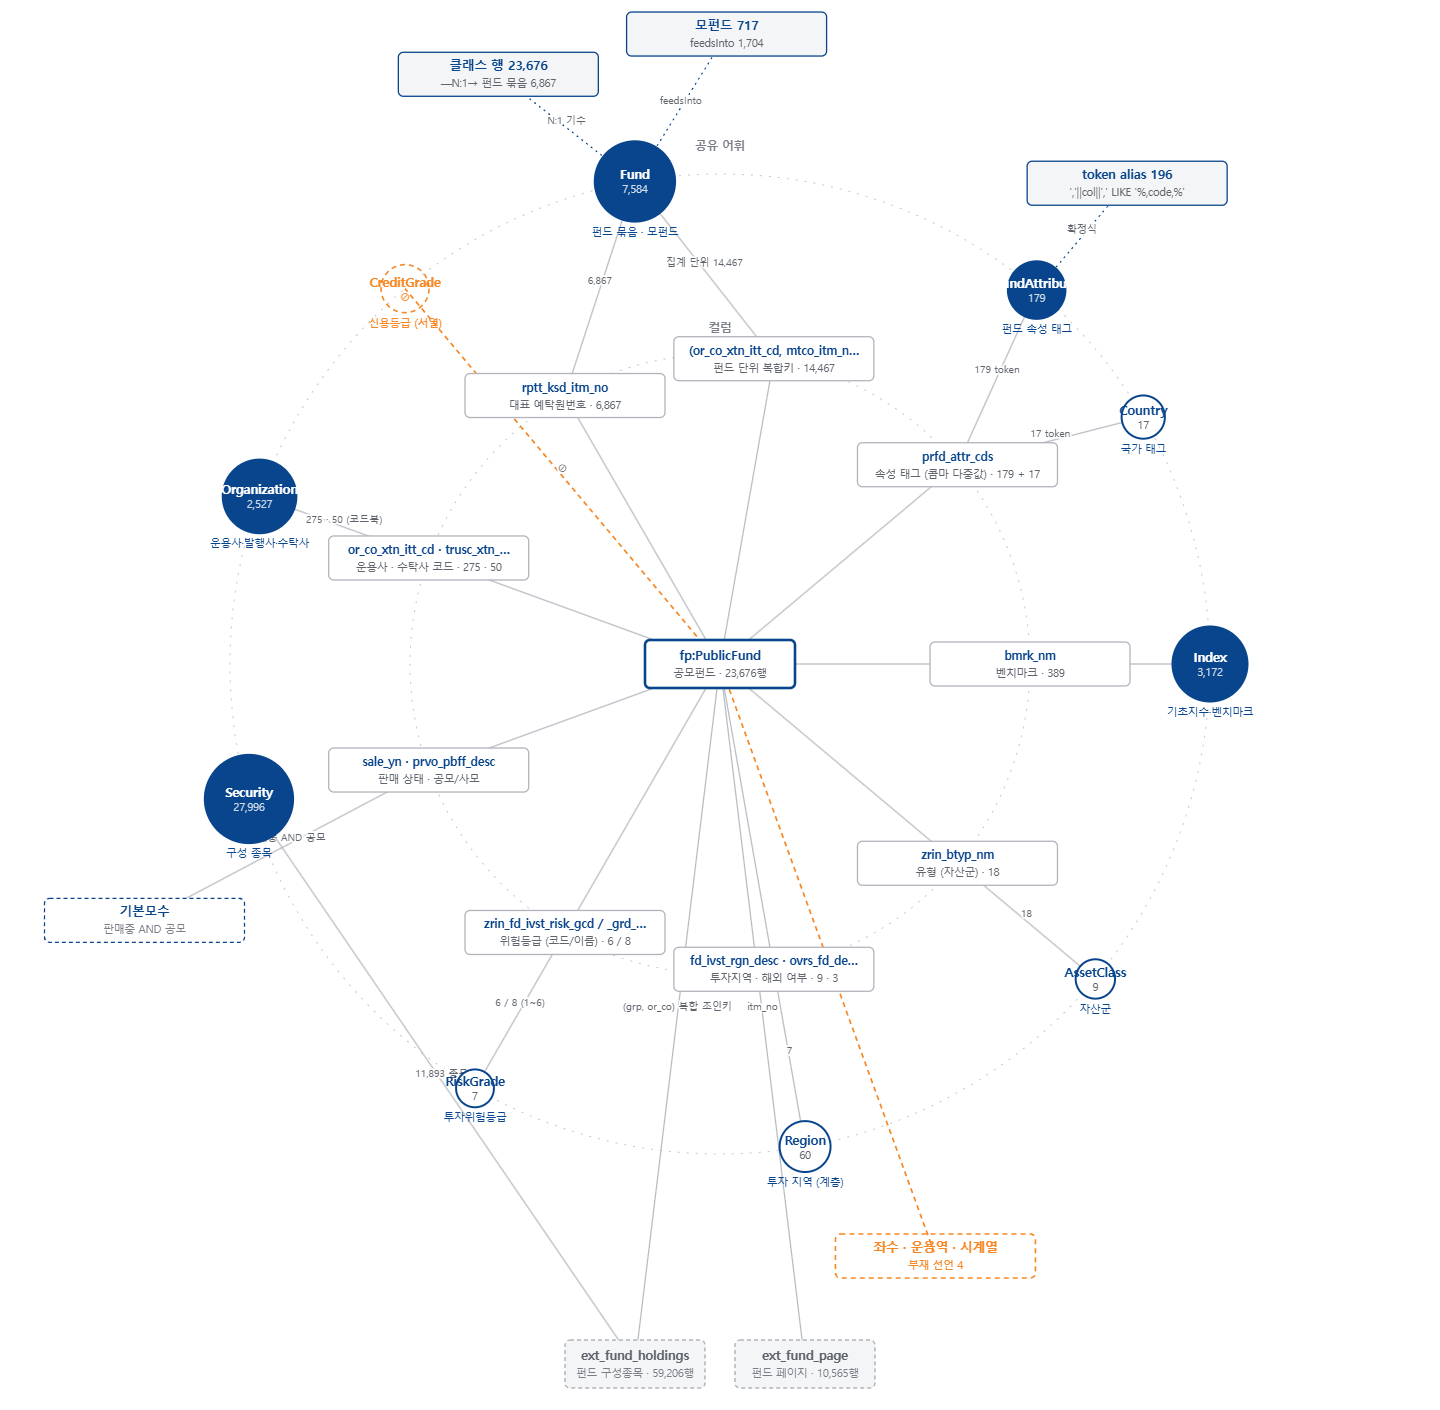 모펀드 717
feedsInto 1,704
클래스 행 23,676
—N:1→ 펀드 묶음 6,867
feedsInto
N:1 기수
공유 어휘
Fund
7,584
펀드 묶음 · 모펀드
token alias 196
','||col||',' LIKE '%,code,%'
확정식
집계 단위 14,467
6,867
CreditGrade
⊘
신용등급 (서열)
ndAttribu
179
펀드 속성 태그
컬럼
(or_co_xtn_itt_cd, mtco_itm_n…
펀드 단위 복합키 · 14,467
179 token
rptt_ksd_itm_no
대표 예탁원번호 · 6,867
Country
17
국가 태그
17 token
prfd_attr_cds
속성 태그 (콤마 다중값) · 179 + 17
⊘
Organization
2,527
운용사·발행사·수탁사
275 · 50 (코드북)
or_co_xtn_itt_cd · trusc_xtn_…
운용사 · 수탁사 코드 · 275 · 50
fp:PublicFund
공모펀드 · 23,676행
bmrk_nm
벤치마크 · 389
Index
3,172
기초지수·벤치마크
sale_yn · prvo_pbff_desc
판매 상태 · 공모/사모
Security
27,996
구성 종목
AND 공모
zrin_btyp_nm
유형 (자산군) · 18
기본모수
판매중 AND 공모
zrin_fd_ivst_risk_gcd / _grd_…
위험등급 (코드/이름) · 6 / 8
18
fd_ivst_rgn_desc · ovrs_fd_de…
투자지역 · 해외 여부 · 9 · 3
AssetClass
9
자산군
6 / 8 (1~6)
(grp, or_co) 복합 조인키
itm_no
7
11,893 종목
RiskGrade
7
투자위험등급
Region
60
투자 지역 (계층)
좌수 · 운용역 · 시계열
부재 선언 4
ext_fund_holdings
펀드 구성종목 · 59,206행
ext_fund_page
펀드 페이지 · 10,565행